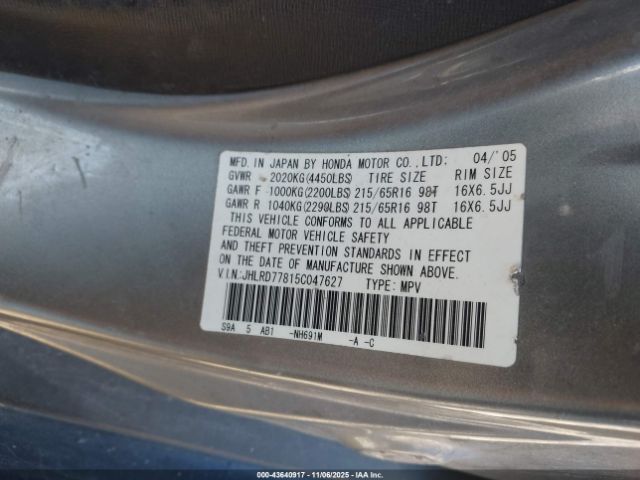 MFD. IN JAPAN BY HONDA MOTOR CO.,LTD: 04/'05
GVWR 2020KG(4450LBS) TIRE SIZE RIM SIZE
GAWR F 1000KG(2200LBS) 215/65R16 98T 16X6.5JJ
GAWR R 1040KG(2290LBS) 215/65R16 98T 16X6.5JJ
THIS VEHICLE CONFORMS TO ALL APPLICABLE
FEDERAL MOTOR VEHICLE SAFETY
AND THEFT PREVENTION STANDARDS IN EFFECT
ON THE DATE OF MANUFACTURE SHOWN ABOVE.
V.I.N:JHLRD77815C047627 TYPE: MPV
S9A 5 AB1 -NH691M -A -C
000-43640917 - 11/06/2025 - IAAI.COM